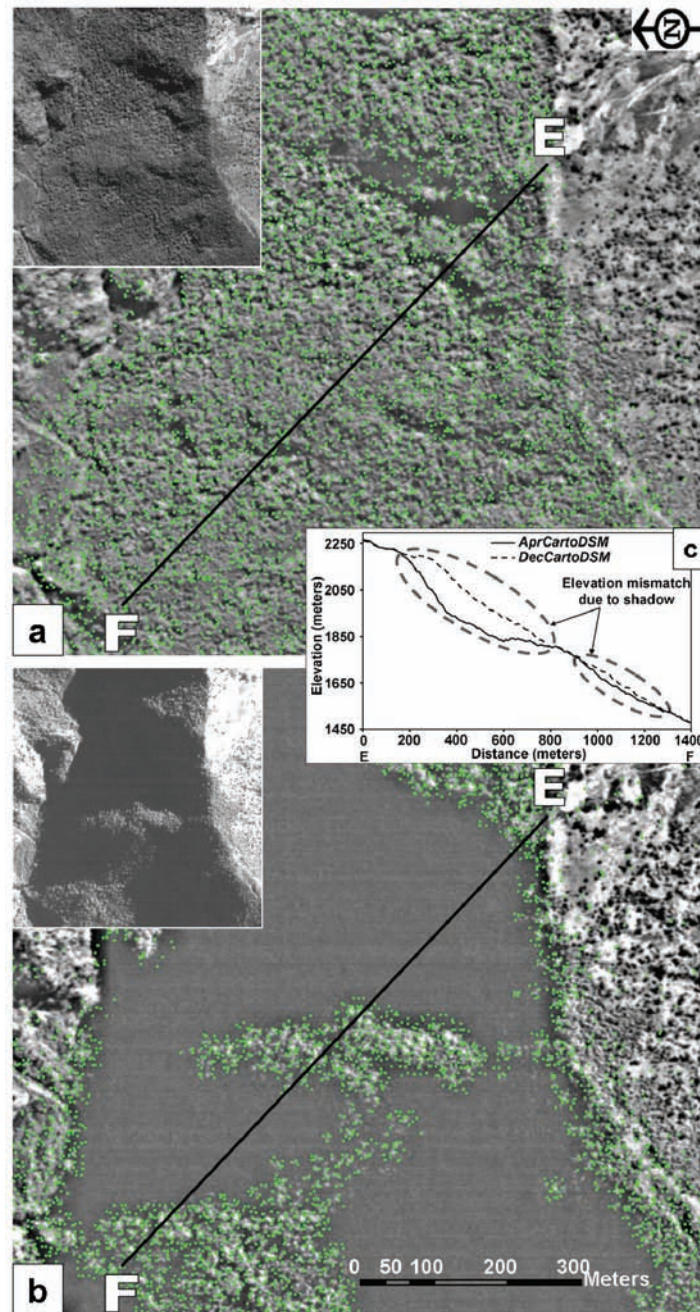 N
E
F
a
c
AprCartoDSM
DecCartoDSM
Elevation mismatch
due to shadow
Elevation (meters)
2250
2050
1850
1650
1450
0 200 400 600 800 1000 1200 1400
E Distance (meters) F
E
F
b
0 50 100 200 300
Meters